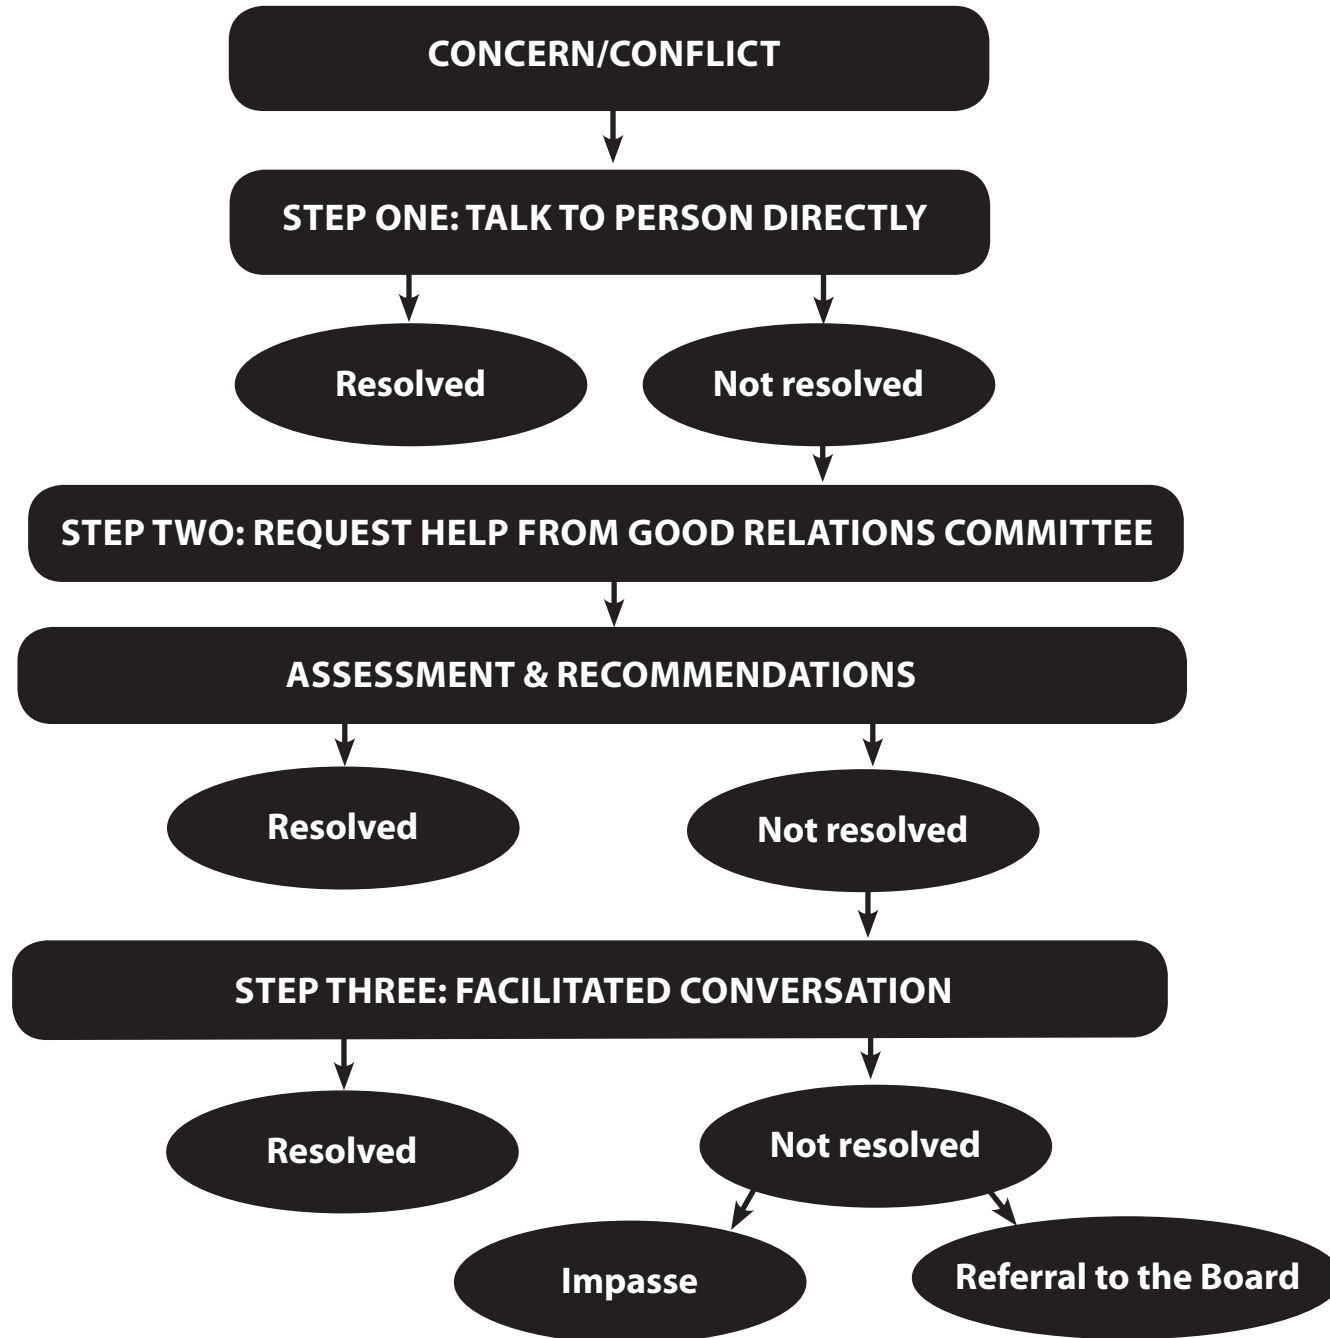 CONCERN/CONFLICT
STEP ONE: TALK TO PERSON DIRECTLY
Resolved
Not resolved
STEP TWO: REQUEST HELP FROM GOOD RELATIONS COMMITTEE
ASSESSMENT & RECOMMENDATIONS
Resolved
Not resolved
STEP THREE: FACILITATED CONVERSATION
Resolved
Not resolved
Impasse
Referral to the Board